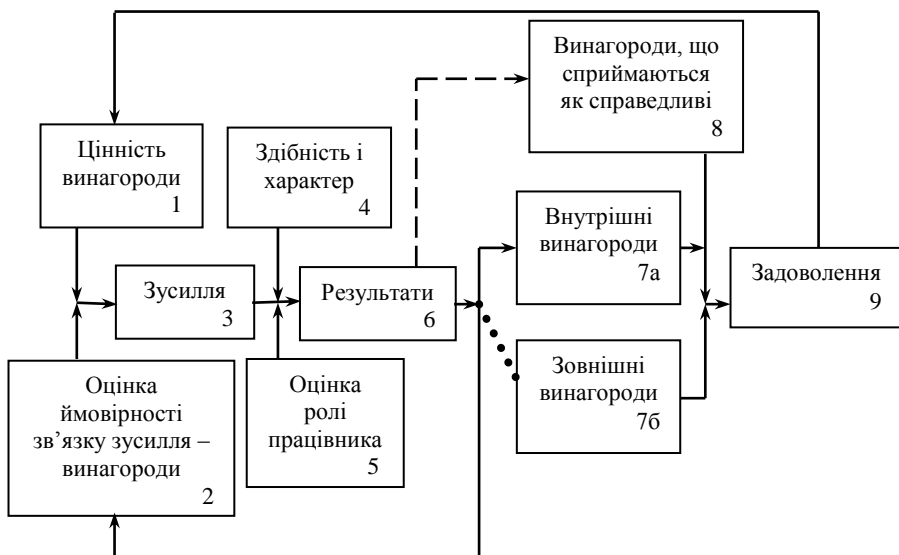 Винагороди, що
сприймаються
як справедливі
8
Цінність
винагороди
1
Здібність і
характер
4
Внутрішні
винагороди
7а
Задоволення
9
Зусилля
3
Результати
6
Зовнішні
винагороди
7б
Оцінка
ймовірності
зв’язку зусилля –
винагороди
2
Оцінка
ролі
працівника
5